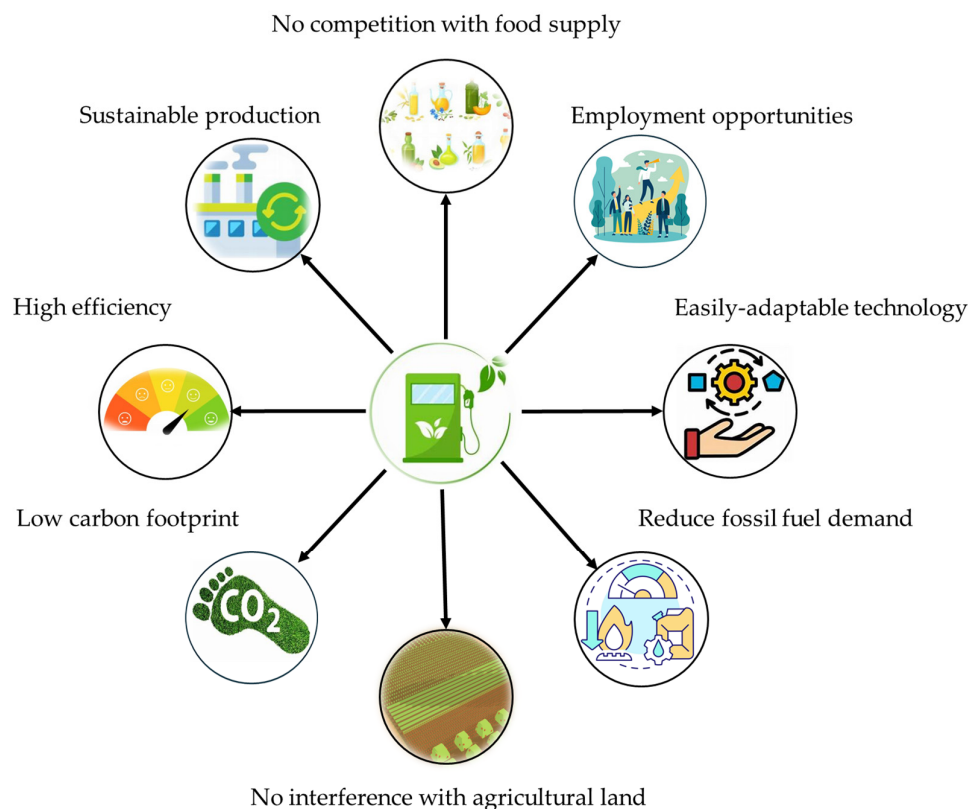 No competition with food supply
Sustainable production
Employment opportunities
High efficiency
Easily-adaptable technology
Low carbon footprint
Reduce fossil fuel demand
CO2
No interference with agricultural land